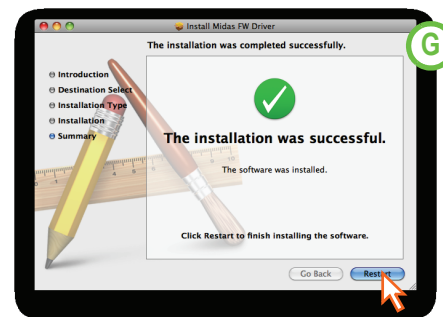 Install Midas FW Driver
The installation was completed successfully.
G
Introduction
Destination Select
Installation Type
Installation
Summary
The installation was successful.
The software was installed.
Click Restart to finish installing the software.
Go Back
Restart